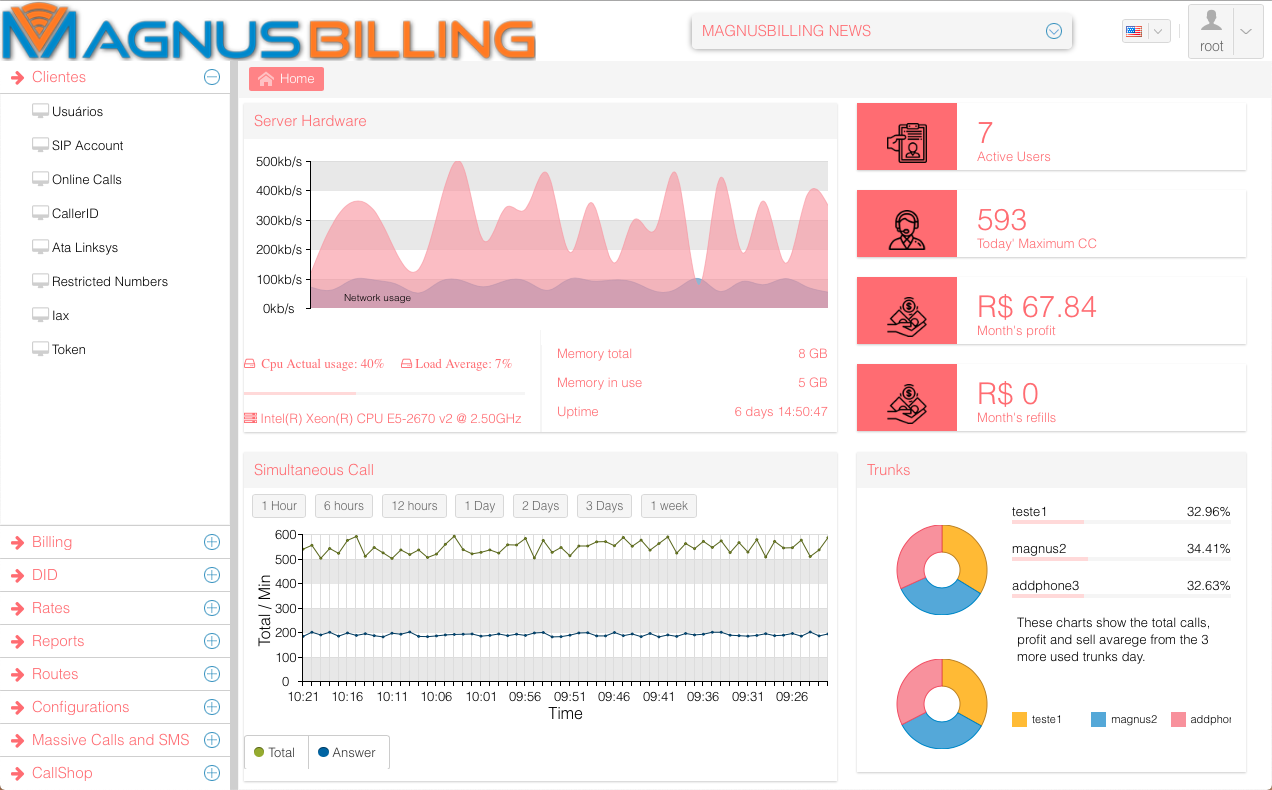 MAGNUSBILLING
MAGNUSBILLING NEWS
root
Clientes
Usuários
SIP Account
Online Calls
CallerID
Ata Linksys
Restricted Numbers
Iax
Token
Billing
DID
Rates
Reports
Routes
Configurations
Massive Calls and SMS
CallShop
Home
Server Hardware
500kb/s
400kb/s
300kb/s
200kb/s
100kb/s
0kb/s
Network usage
Cpu Actual usage: 40% Load Average: 7%
Intel(R) Xeon(R) CPU E5-2670 v2 @ 2.50GHz
Memory total 8 GB
Memory in use 5 GB
Uptime 6 days 14:50:47
7
Active Users
593
Today' Maximum CC
R$ 67.84
Month's profit
R$ 0
Month's refills
Simultaneous Call
1 Hour 6 hours 12 hours 1 Day 2 Days 3 Days 1 week
Total / Min
600
500
400
300
200
100
0
10:21 10:16 10:11 10:06 10:01 09:56 09:51 09:46 09:41 09:36 09:31 09:26
Time
Total Answer
Trunks
teste1 32.96%
magnus2 34.41%
addphone3 32.63%
These charts show the total calls,
profit and sell avarege from the 3
more used trunks day.
teste1 magnus2 addphor